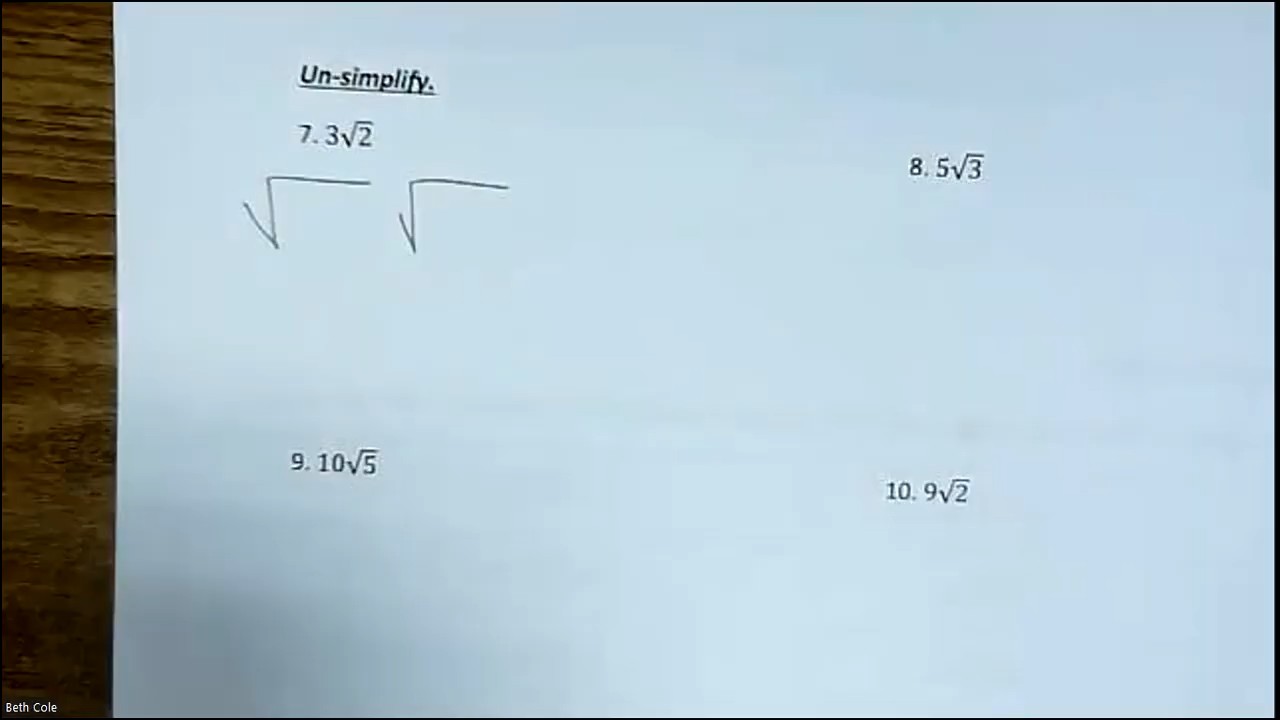 Un-simplify.
7. 3√2
8. 5√3
√ √
9. 10√5
10. 9√2
Beth Cole